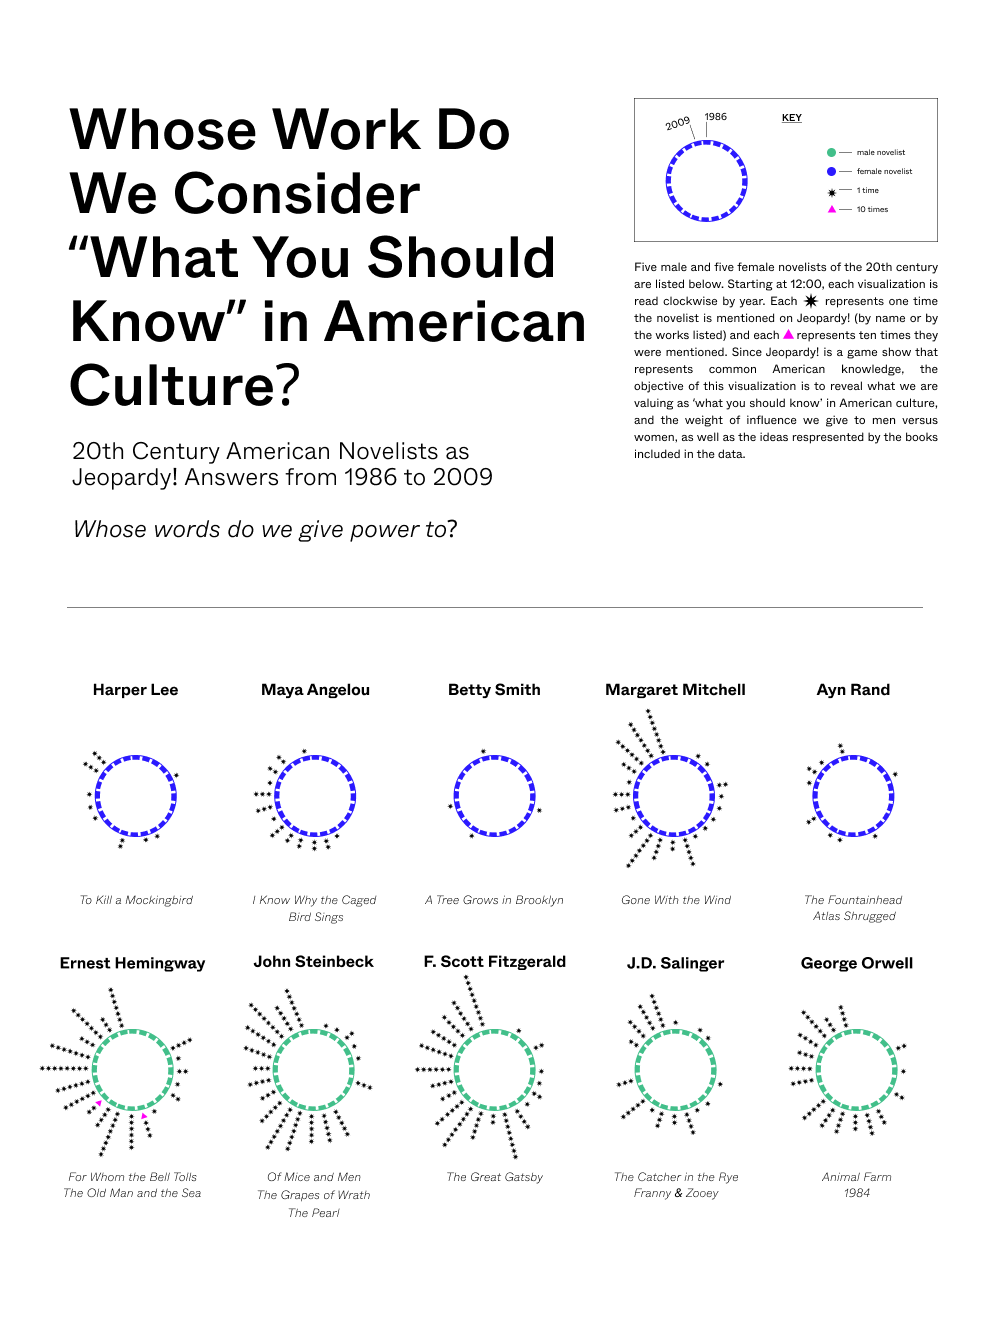 Whose Work Do
We Consider
“What You Should
Know” in American
Culture?
20th Century American Novelists as
Jeopardy! Answers from 1986 to 2009
Whose words do we give power to?
2009
1986
KEY
male novelist
female novelist
1 time
10 times
Five male and five female novelists of the 20th century
are listed below. Starting at 12:00, each visualization is
read clockwise by year. Each represents one time
the novelist is mentioned on Jeopardy! (by name or by
the works listed) and each represents ten times they
were mentioned. Since Jeopardy! is a game show that
represents common American knowledge, the
objective of this visualization is to reveal what we are
valuing as ‘what you should know’ in American culture,
and the weight of influence we give to men versus
women, as well as the ideas respresented by the books
included in the data.
Harper Lee
Maya Angelou
Betty Smith
Margaret Mitchell
Ayn Rand
To Kill a Mockingbird
I Know Why the Caged
Bird Sings
A Tree Grows in Brooklyn
Gone With the Wind
The Fountainhead
Atlas Shrugged
Ernest Hemingway
John Steinbeck
F. Scott Fitzgerald
J.D. Salinger
George Orwell
For Whom the Bell Tolls
The Old Man and the Sea
Of Mice and Men
The Grapes of Wrath
The Pearl
The Great Gatsby
The Catcher in the Rye
Franny & Zooey
Animal Farm
1984